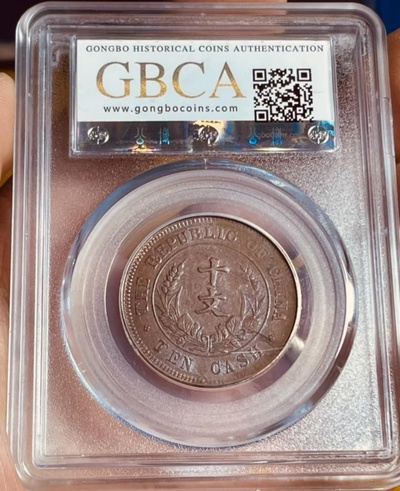 GONGBO HISTORICAL COINS AUTHENTICATION
GBCA
www.gongbocoins.com
THE REPUBLIC OF CHINA
十
文
TEN CASH